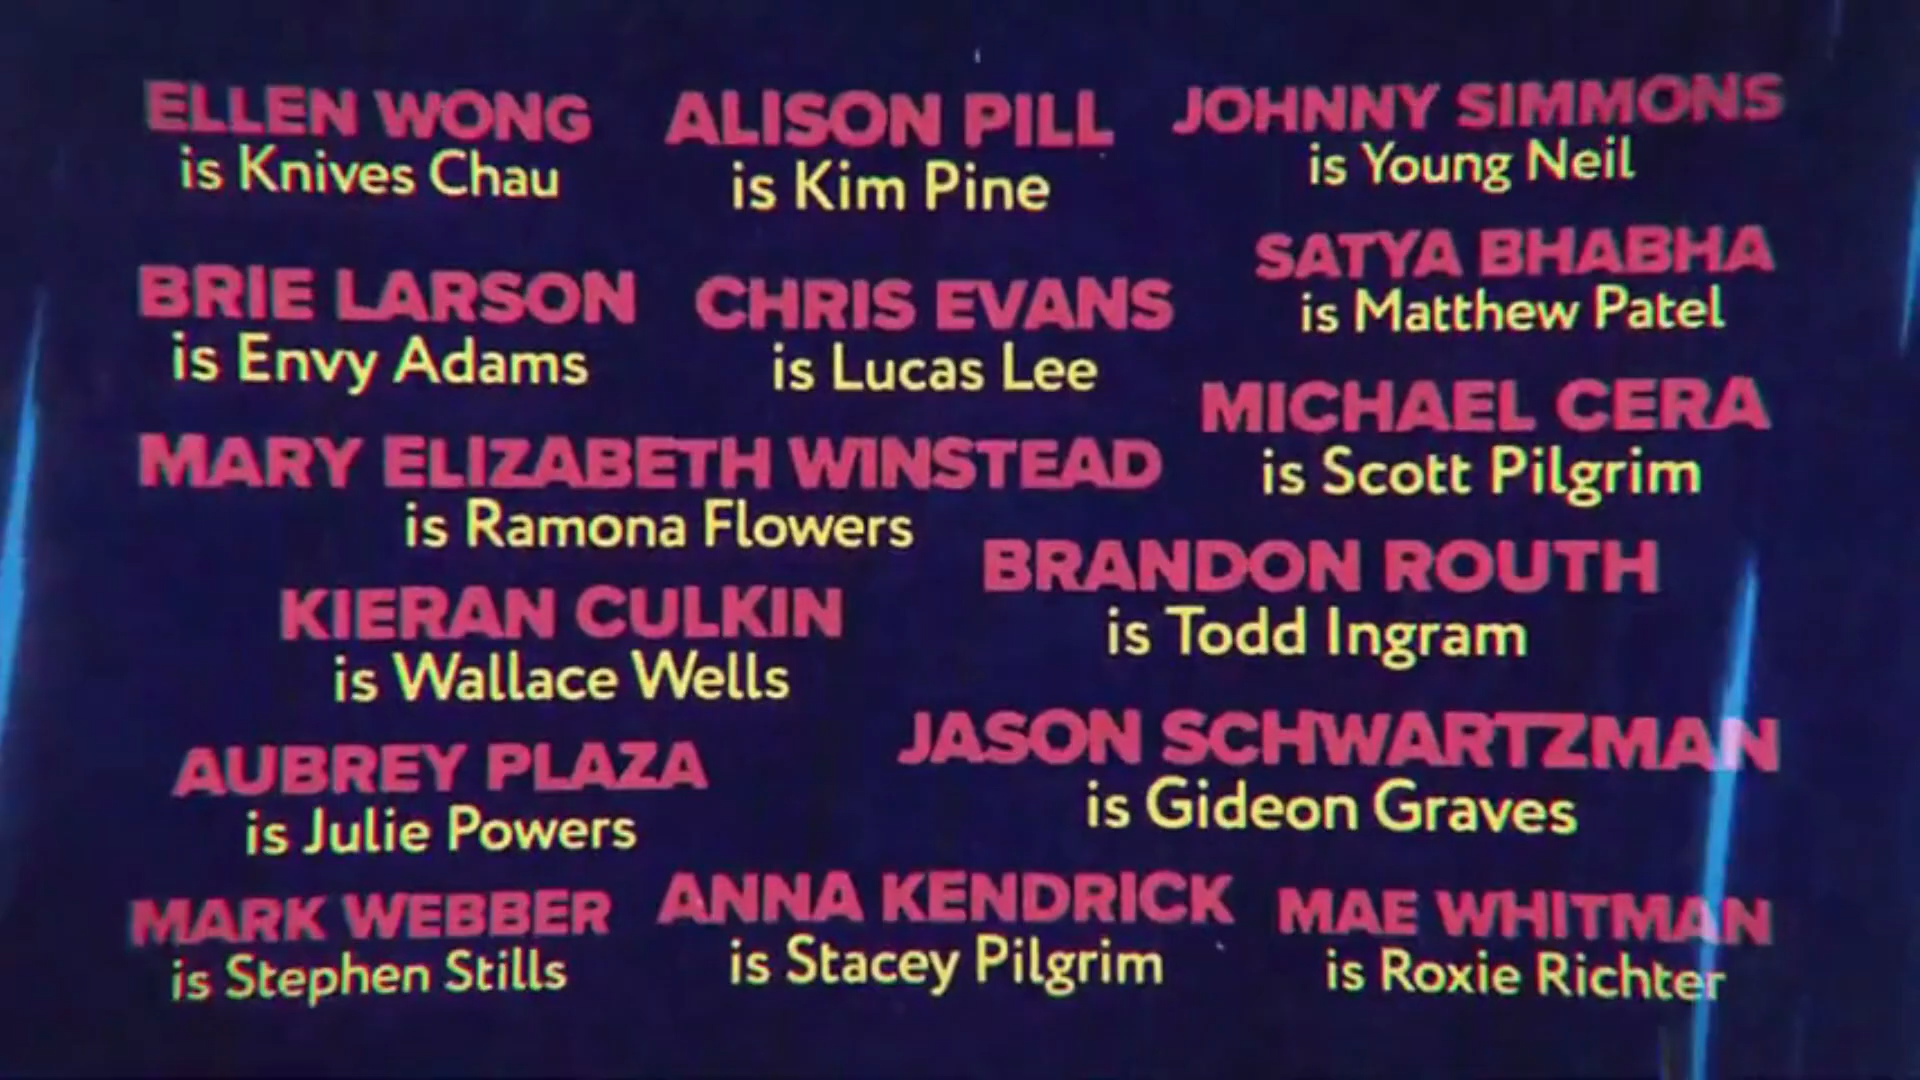 ELLEN WONG
is Knives Chau
ALISON PILL
is Kim Pine
JOHNNY SIMMONS
is Young Neil
BRIE LARSON
is Envy Adams
CHRIS EVANS
is Lucas Lee
SATYA BHABHA
is Matthew Patel
MARY ELIZABETH WINSTEAD
is Ramona Flowers
MICHAEL CERA
is Scott Pilgrim
KIERAN CULKIN
is Wallace Wells
BRANDON ROUTH
is Todd Ingram
AUBREY PLAZA
is Julie Powers
JASON SCHWARTZMAN
is Gideon Graves
MARK WEBBER
is Stephen Stills
ANNA KENDRICK
is Stacey Pilgrim
MAE WHITMAN
is Roxie Richter